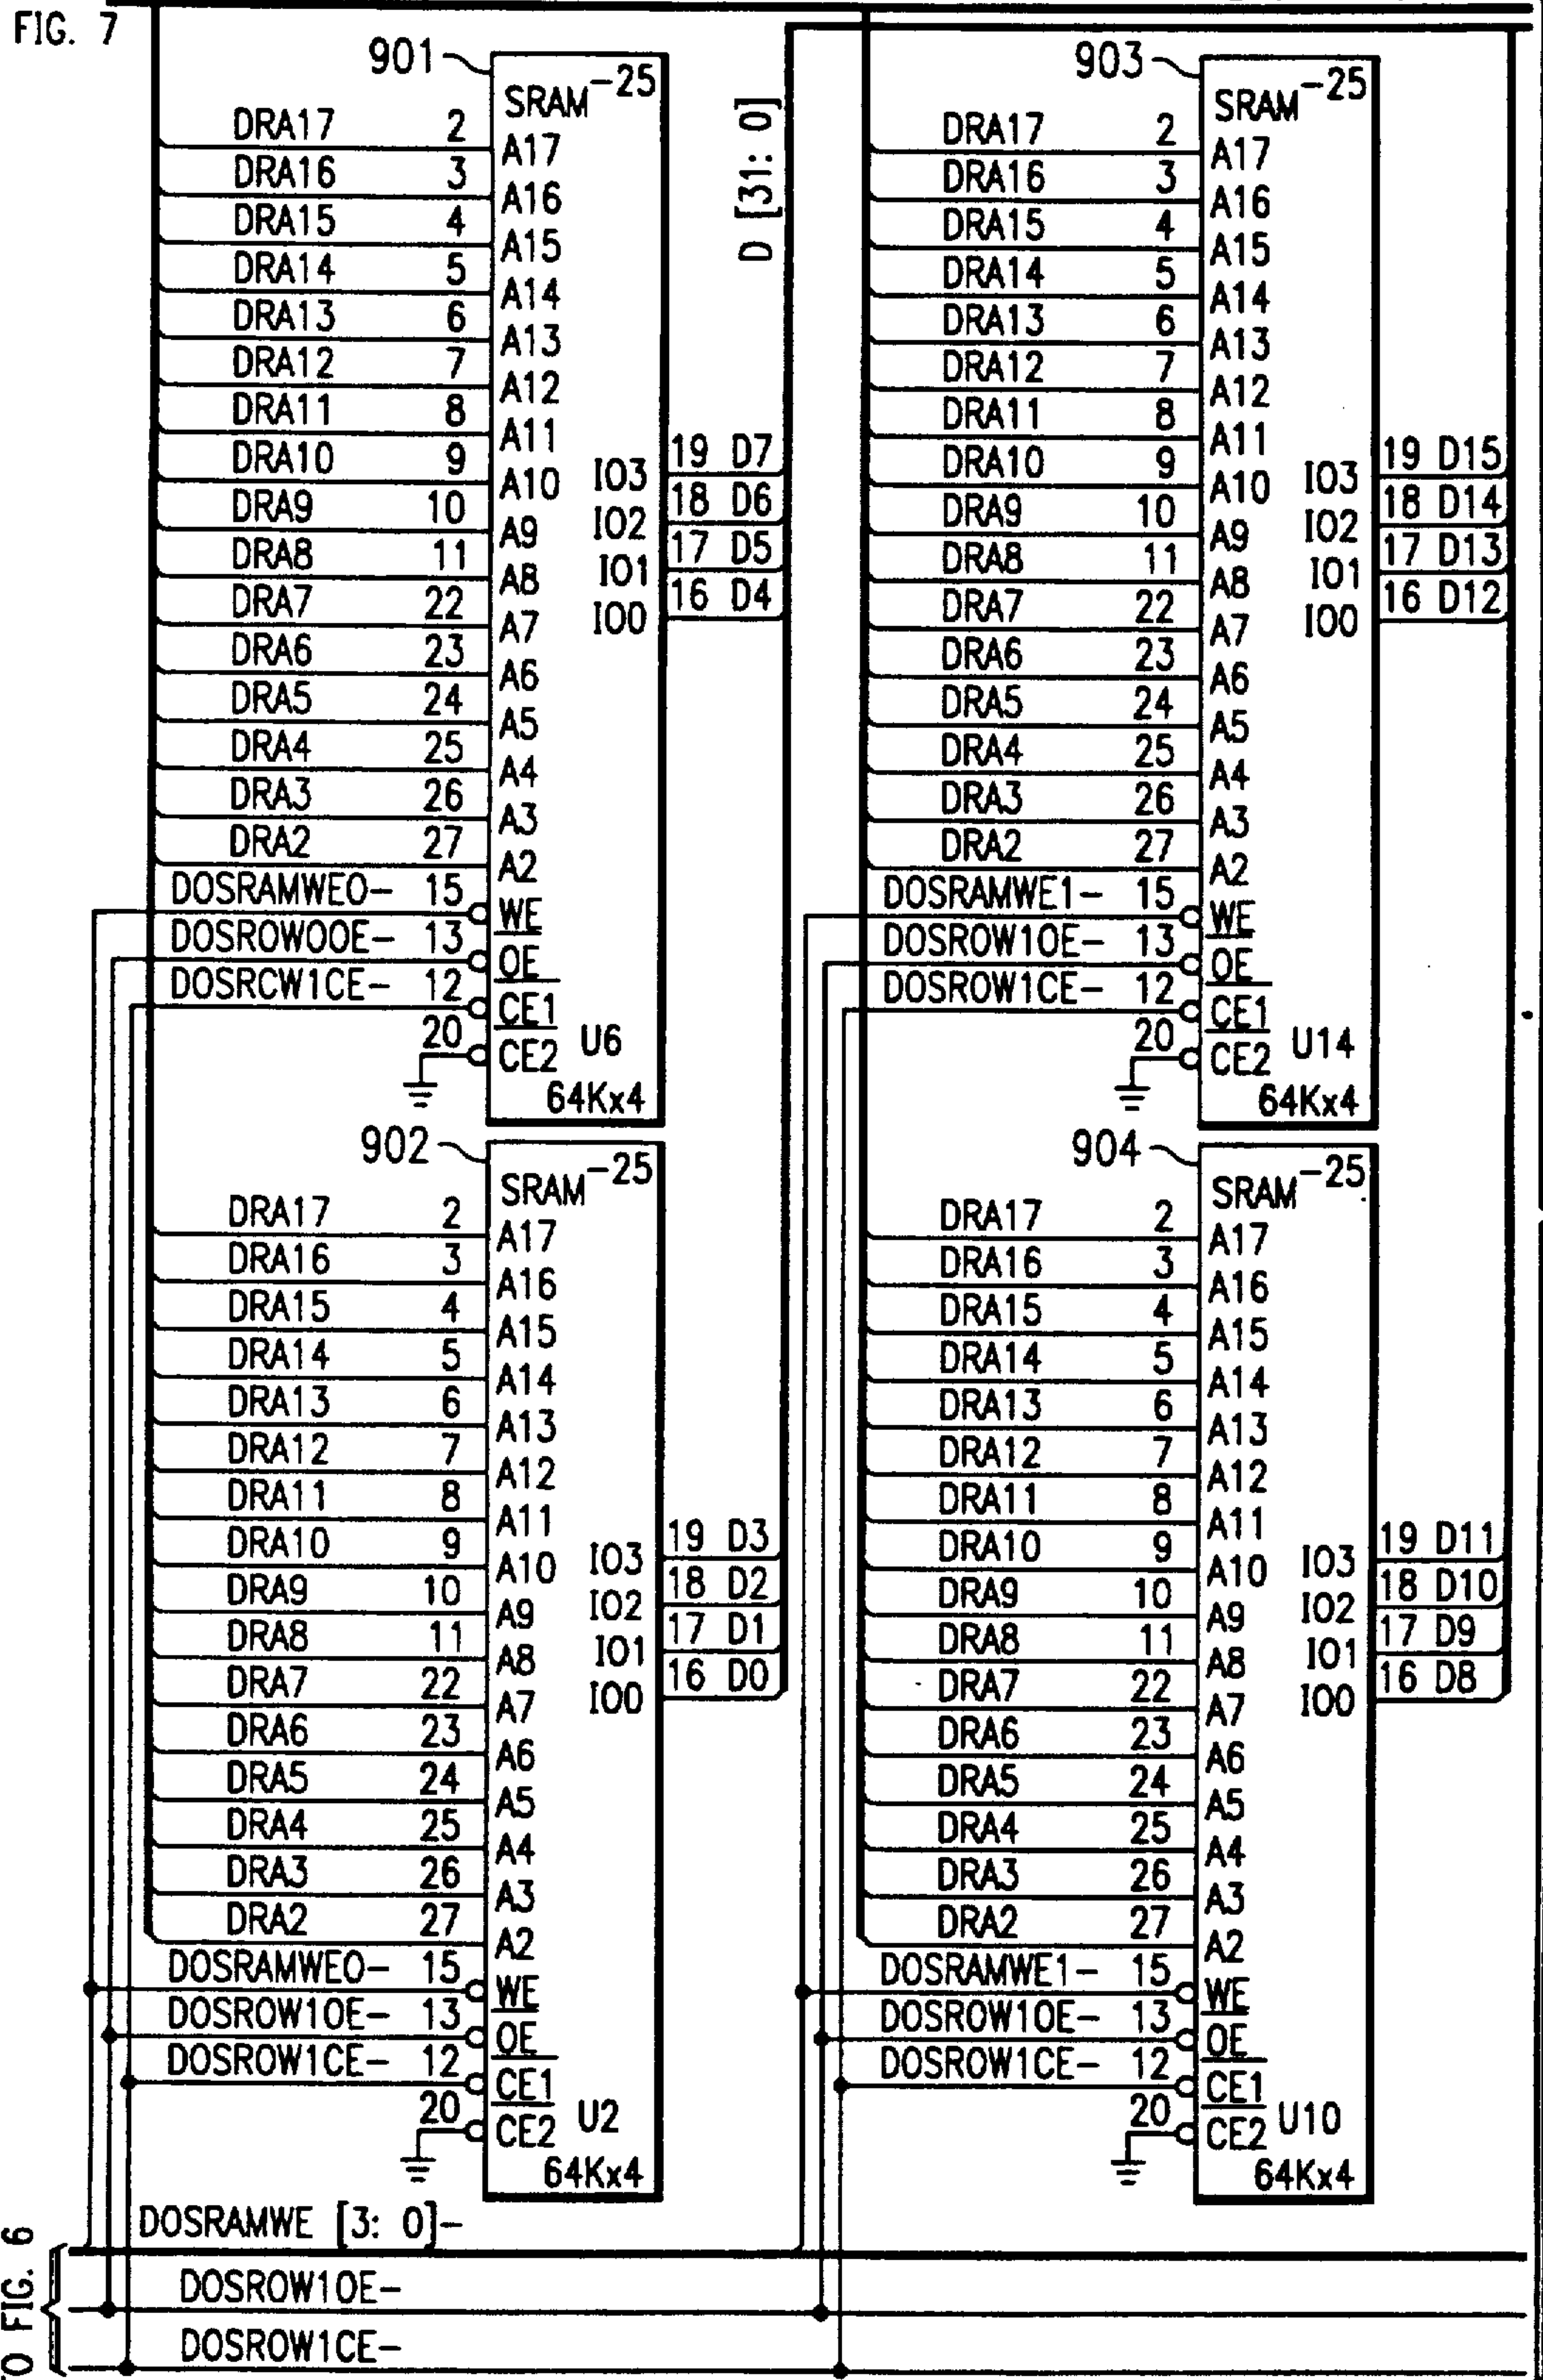 FIG. 7
901
SRAM -25
DRA17 2 A17
DRA16 3 A16
DRA15 4 A15
DRA14 5 A14
DRA13 6 A13
DRA12 7 A12
DRA11 8 A11
DRA10 9 A10
DRA9 10 A9
DRA8 11 A8
DRA7 22 A7
DRA6 23 A6
DRA5 24 A5
DRA4 25 A4
DRA3 26 A3
DRA2 27 A2
DOSRAMWE0- 15 WE
DOSROW0OE- 13 OE
DOSRCW1CE- 12 CE1
20 CE2
IO3 19 D7
IO2 18 D6
IO1 17 D5
IO0 16 D4
U6
64Kx4
D [31: 0]
903
SRAM -25
DRA17 2 A17
DRA16 3 A16
DRA15 4 A15
DRA14 5 A14
DRA13 6 A13
DRA12 7 A12
DRA11 8 A11
DRA10 9 A10
DRA9 10 A9
DRA8 11 A8
DRA7 22 A7
DRA6 23 A6
DRA5 24 A5
DRA4 25 A4
DRA3 26 A3
DRA2 27 A2
DOSRAMWE1- 15 WE
DOSROW1OE- 13 OE
DOSROW1CE- 12 CE1
20 CE2
IO3 19 D15
IO2 18 D14
IO1 17 D13
IO0 16 D12
U14
64Kx4
902
SRAM -25
DRA17 2 A17
DRA16 3 A16
DRA15 4 A15
DRA14 5 A14
DRA13 6 A13
DRA12 7 A12
DRA11 8 A11
DRA10 9 A10
DRA9 10 A9
DRA8 11 A8
DRA7 22 A7
DRA6 23 A6
DRA5 24 A5
DRA4 25 A4
DRA3 26 A3
DRA2 27 A2
DOSRAMWE0- 15 WE
DOSROW1OE- 13 OE
DOSROW1CE- 12 CE1
20 CE2
IO3 19 D3
IO2 18 D2
IO1 17 D1
IO0 16 D0
U2
64Kx4
904
SRAM -25
DRA17 2 A17
DRA16 3 A16
DRA15 4 A15
DRA14 5 A14
DRA13 6 A13
DRA12 7 A12
DRA11 8 A11
DRA10 9 A10
DRA9 10 A9
DRA8 11 A8
DRA7 22 A7
DRA6 23 A6
DRA5 24 A5
DRA4 25 A4
DRA3 26 A3
DRA2 27 A2
DOSRAMWE1- 15 WE
DOSROW1OE- 13 OE
DOSROW1CE- 12 CE1
20 CE2
IO3 19 D11
IO2 18 D10
IO1 17 D9
IO0 16 D8
U10
64Kx4
DOSRAMWE [3: 0]-
DOSROW1OE-
DOSROW1CE-
TO FIG. 6